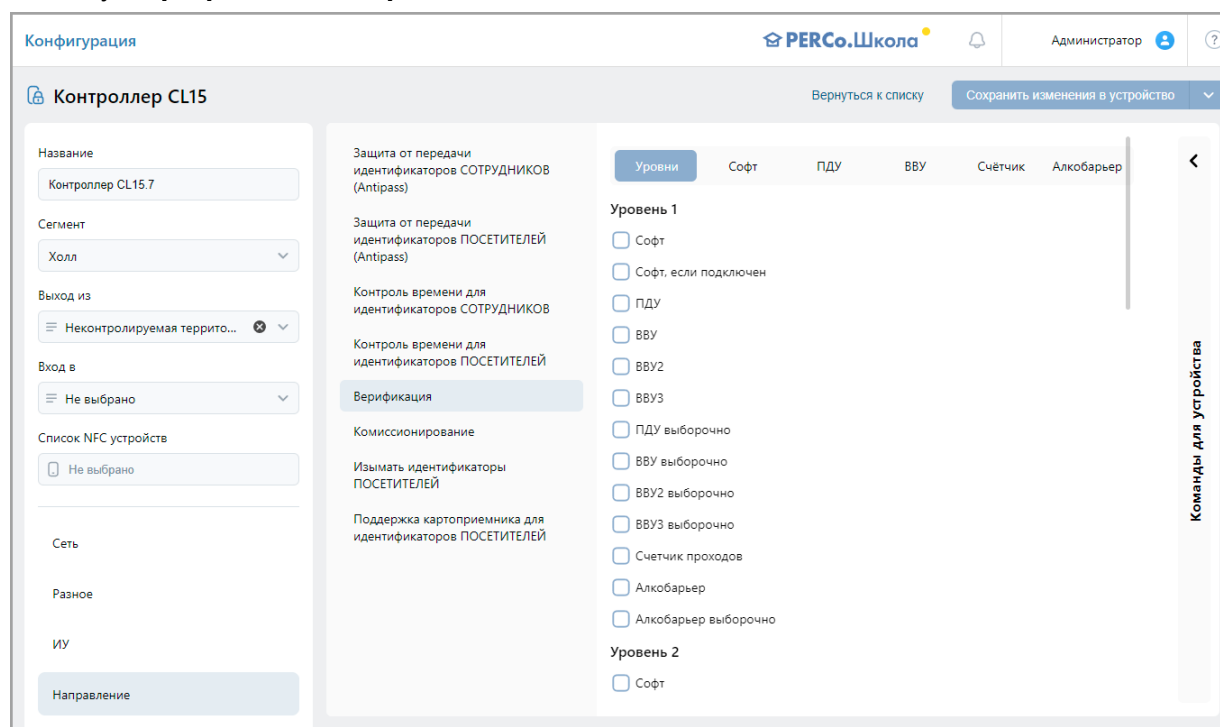 Конфигурация
PERCo.Школа
Администратор
?
Контроллер CL15
Вернуться к списку
Сохранить изменения в устройство
Название
Контроллер CL15.7
Сегмент
Холл
Выход из
Неконтролируемая террито...
Вход в
Не выбрано
Список NFC устройств
Не выбрано
Сеть
Разное
ИУ
Направление
Защита от передачи
идентификаторов СОТРУДНИКОВ
(Antipass)
Защита от передачи
идентификаторов ПОСЕТИТЕЛЕЙ
(Antipass)
Контроль времени для
идентификаторов СОТРУДНИКОВ
Контроль времени для
идентификаторов ПОСЕТИТЕЛЕЙ
Верификация
Комиссионирование
Изымать идентификаторы
ПОСЕТИТЕЛЕЙ
Поддержка картоприемника для
идентификаторов ПОСЕТИТЕЛЕЙ
Уровни Софт ПДУ ВВУ Счётчик Алкобарьер
Уровень 1
Софт
Софт, если подключен
ПДУ
ВВУ
ВВУ2
ВВУ3
ПДУ выборочно
ВВУ выборочно
ВВУ2 выборочно
ВВУ3 выборочно
Счетчик проходов
Алкобарьер
Алкобарьер выборочно
Уровень 2
Софт
Команды для устройства